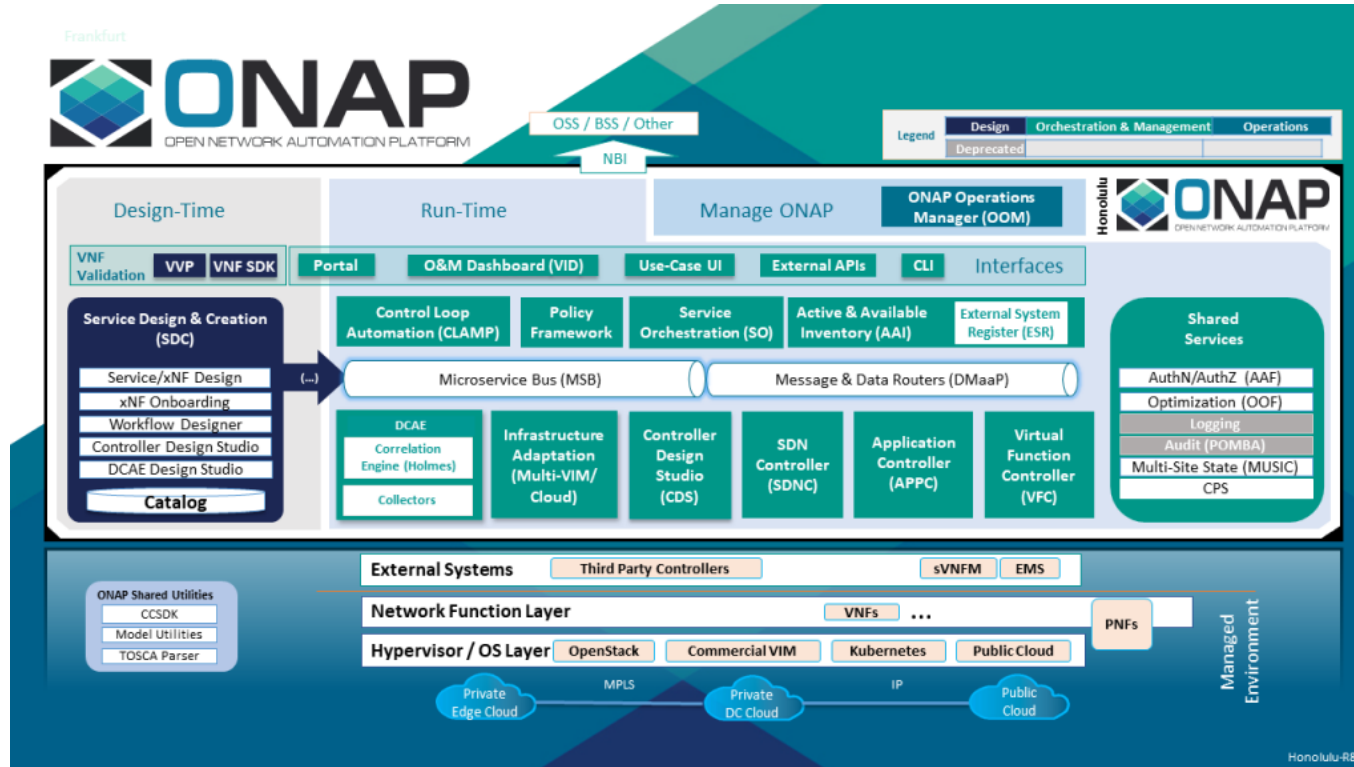 Frankfurt
ONAP
OPEN NETWORK AUTOMATION PLATFORM
OSS / BSS / Other
NBI
Legend
Design
Orchestration & Management
Operations
Deprecated
Design-Time
Run-Time
Manage ONAP
ONAP Operations
Manager (OOM)
Honolulu
ONAP
OPEN NETWORK AUTOMATION PLATFORM
VNF
Validation
VVP
VNF SDK
Portal
O&M Dashboard (VID)
Use-Case UI
External APIs
CLI
Interfaces
Service Design & Creation
(SDC)
Service/xNF Design
xNF Onboarding
Workflow Designer
Controller Design Studio
DCAE Design Studio
Catalog
(...)
Control Loop
Automation (CLAMP)
Policy
Framework
Service
Orchestration (SO)
Active & Available
Inventory (AAI)
External System
Register (ESR)
Microservice Bus (MSB)
Message & Data Routers (DMaaP)
DCAE
Correlation
Engine (Holmes)
Collectors
Infrastructure
Adaptation
(Multi-VIM/
Cloud)
Controller
Design
Studio
(CDS)
SDN
Controller
(SDNC)
Application
Controller
(APPC)
Virtual
Function
Controller
(VFC)
Shared
Services
AuthN/AuthZ (AAF)
Optimization (OOF)
Logging
Audit (POMBA)
Multi-Site State (MUSIC)
CPS
ONAP Shared Utilities
CCSDK
Model Utilities
TOSCA Parser
External Systems
Third Party Controllers
sVNFM
EMS
Network Function Layer
VNFs
...
PNFs
Hypervisor / OS Layer
OpenStack
Commercial VIM
Kubernetes
Public Cloud
Managed
Environment
Private
Edge Cloud
MPLS
Private
DC Cloud
IP
Public
Cloud
Honolulu-R8